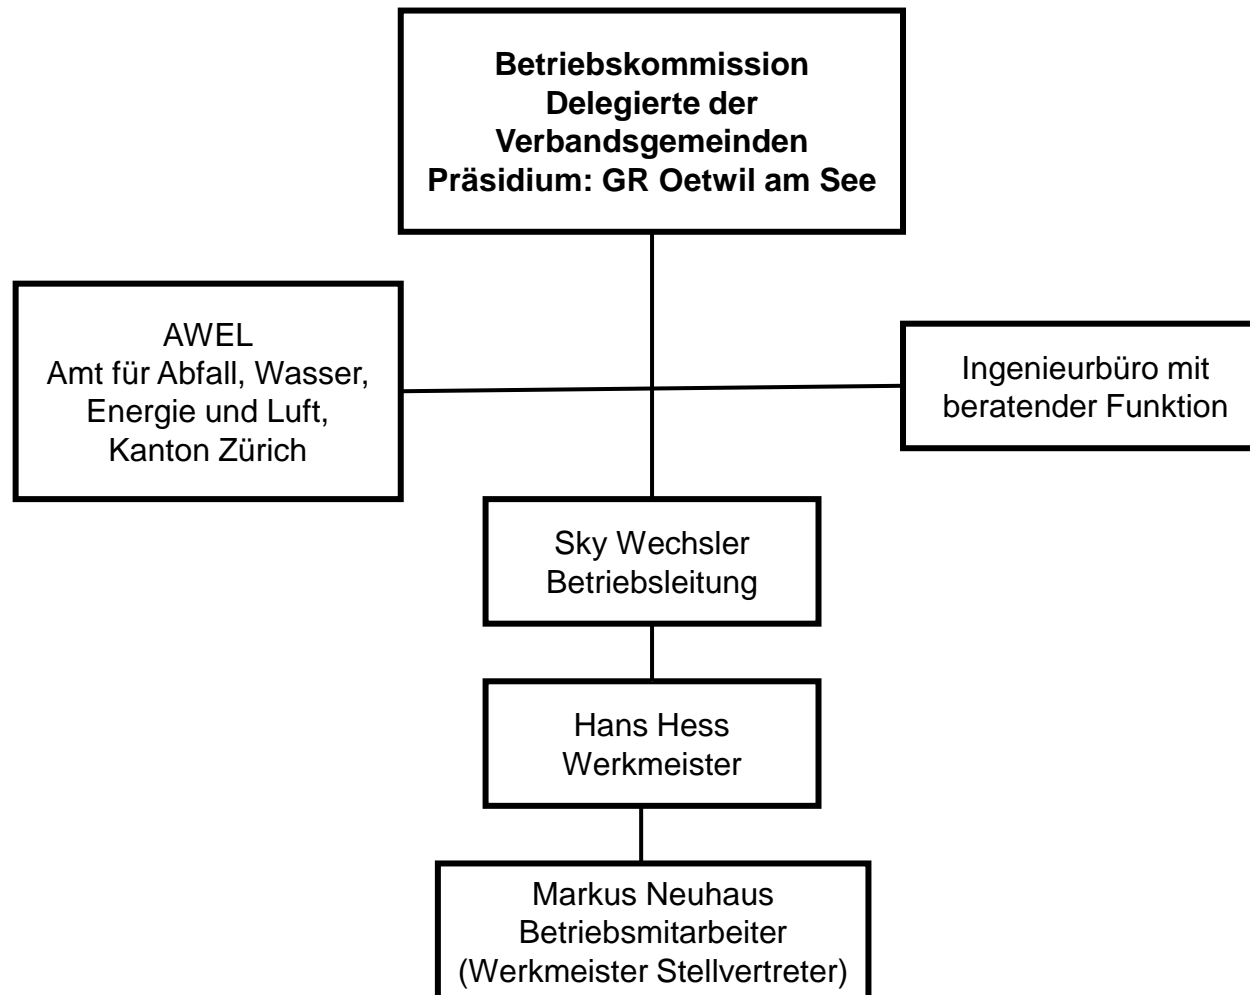 Betriebskommission
Delegierte der
Verbandsgemeinden
Präsidium: GR Oetwil am See
AWEL
Amt für Abfall, Wasser,
Energie und Luft,
Kanton Zürich
Ingenieurbüro mit
beratender Funktion
Sky Wechsler
Betriebsleitung
Hans Hess
Werkmeister
Markus Neuhaus
Betriebsmitarbeiter
(Werkmeister Stellvertreter)